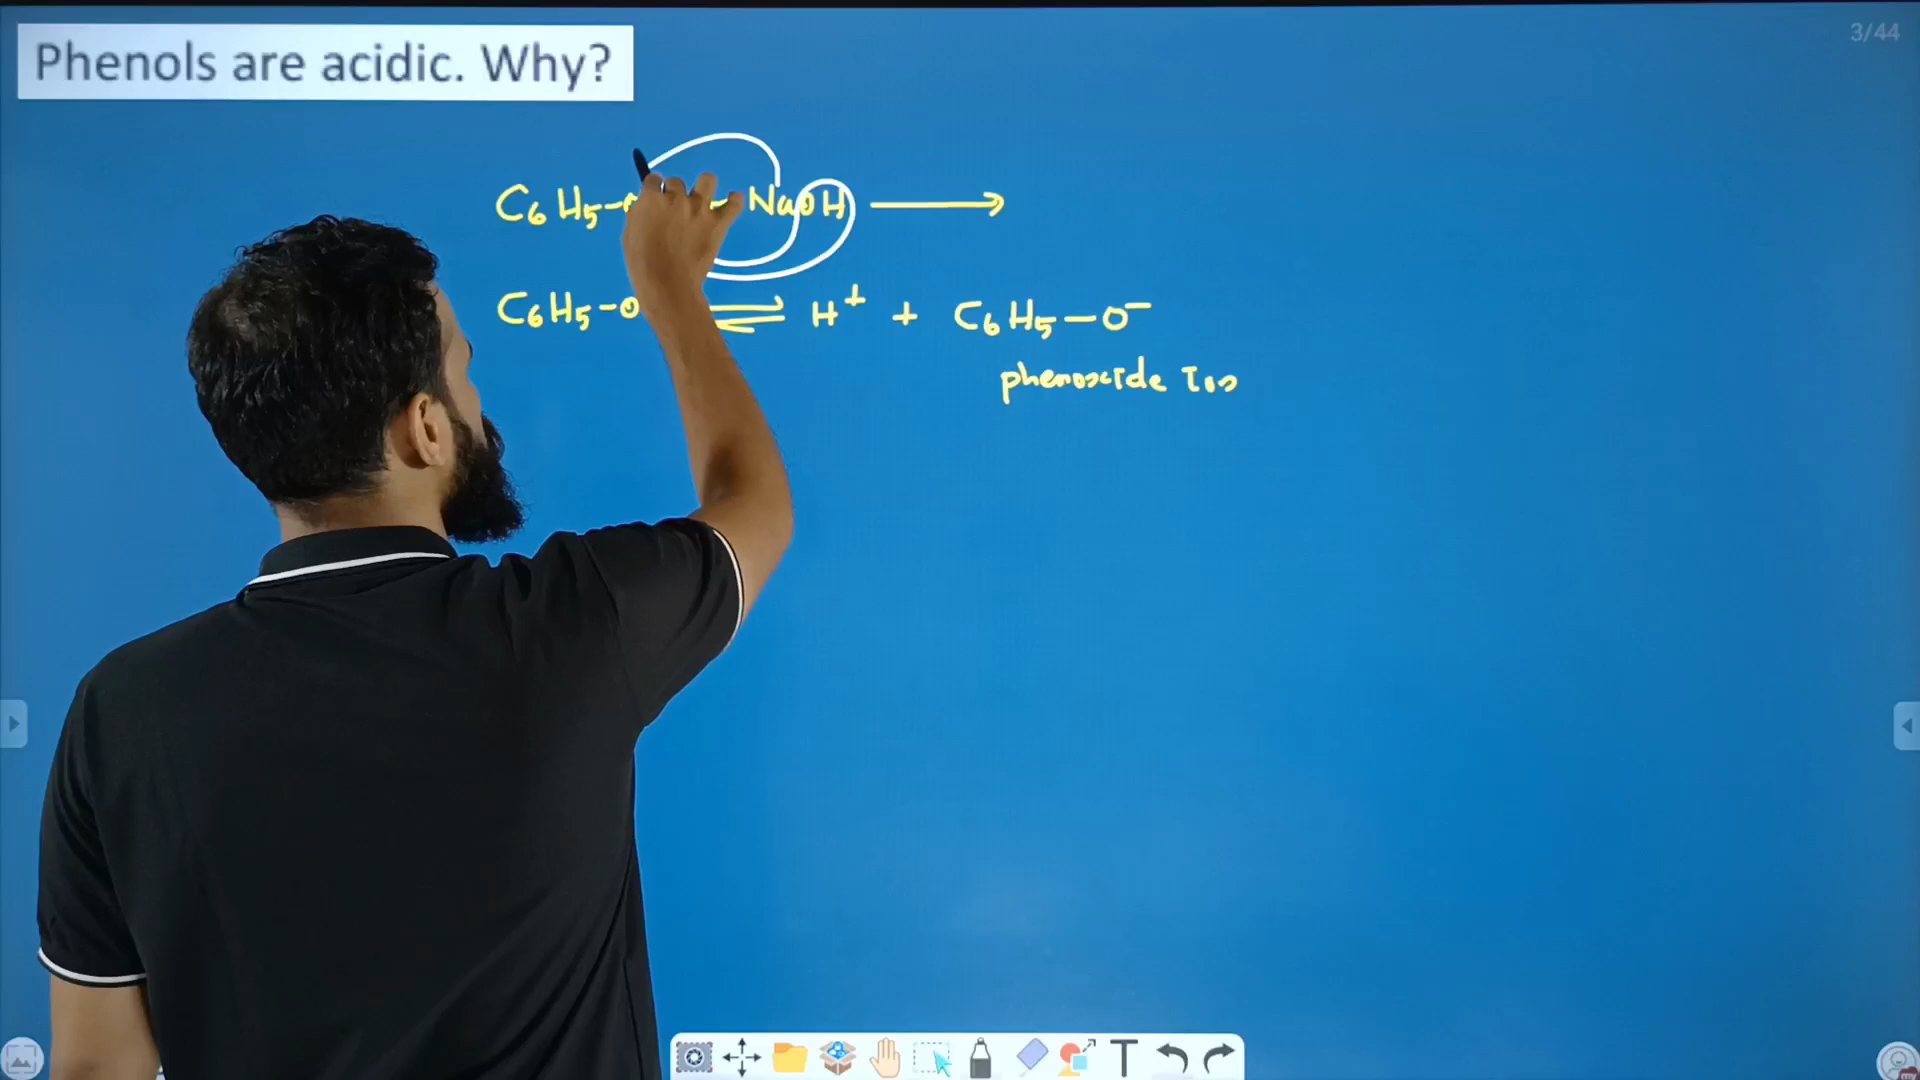 3/44
Phenols are acidic. Why?
C6H5-O NaOH ⟶
C6H5-O ⇌ H+ + C6H5-O−
phenoxide Ion